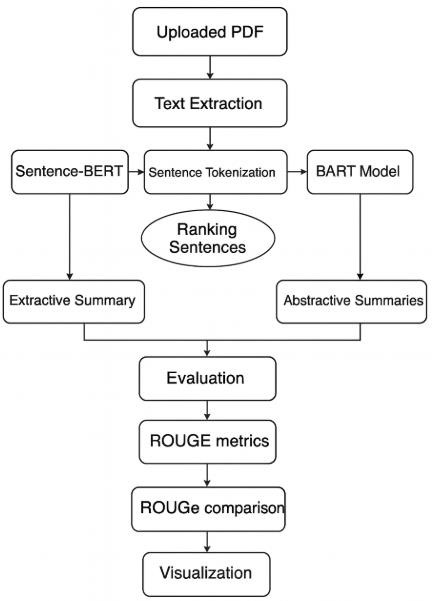 Uploaded PDF
Text Extraction
Sentence-BERT
Sentence Tokenization
BART Model
Ranking
Sentences
Extractive Summary
Abstractive Summaries
Evaluation
ROUGE metrics
ROUGe comparison
Visualization